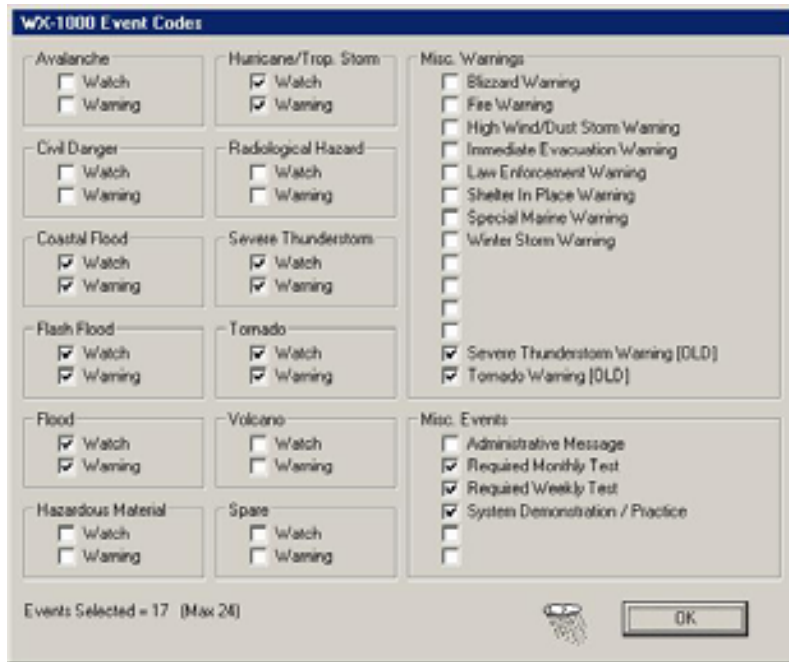 WX-1000 Event Codes
Avalanche
Watch
Warning
Civil Danger
Watch
Warning
Coastal Flood
Watch
Warning
Flash Flood
Watch
Warning
Flood
Watch
Warning
Hazardous Material
Watch
Warning
Hurricane/Trop. Storm
Watch
Warning
Radiological Hazard
Watch
Warning
Severe Thunderstorm
Watch
Warning
Tornado
Watch
Warning
Volcano
Watch
Warning
Spare
Watch
Warning
Misc. Warnings
Blizzard Warning
Fire Warning
High Wind/Dust Storm Warning
Immediate Evacuation Warning
Law Enforcement Warning
Shelter In Place Warning
Special Marine Warning
Winter Storm Warning
Severe Thunderstorm Warning [OLD]
Tornado Warning [OLD]
Misc. Events
Administrative Message
Required Monthly Test
Required Weekly Test
System Demonstration / Practice
Events Selected = 17 (Max 24)
OK